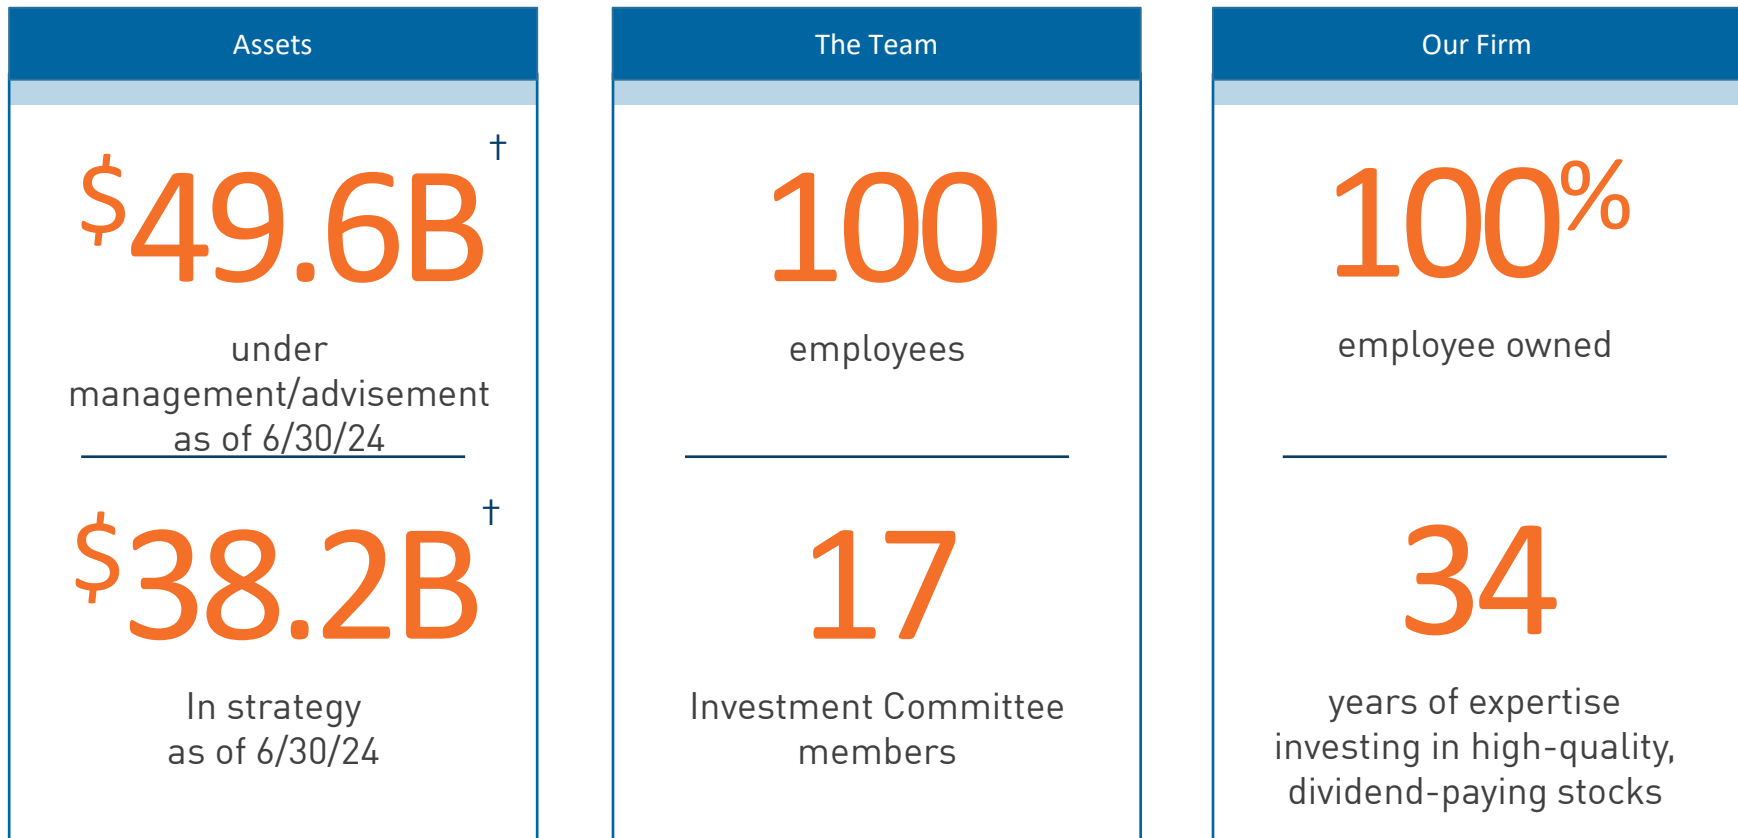 Assets
$49.6B†
under
management/advisement
as of 6/30/24
$38.2B†
In strategy
as of 6/30/24
The Team
100
employees
17
Investment Committee
members
Our Firm
100%
employee owned
34
years of expertise
investing in high-quality,
dividend-paying stocks